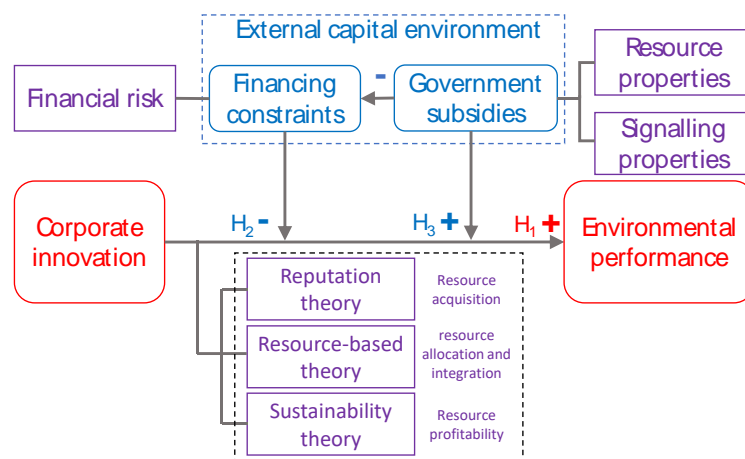 External capital environment
Financial risk
Financing
constraints
-
Government
subsidies
Resource
properties
Signalling
properties
Corporate
innovation
H2 -
H3 +
H1 +
Environmental
performance
Reputation
theory
Resource
acquisition
Resource-based
theory
resource
allocation and
integration
Sustainability
theory
Resource
profitability